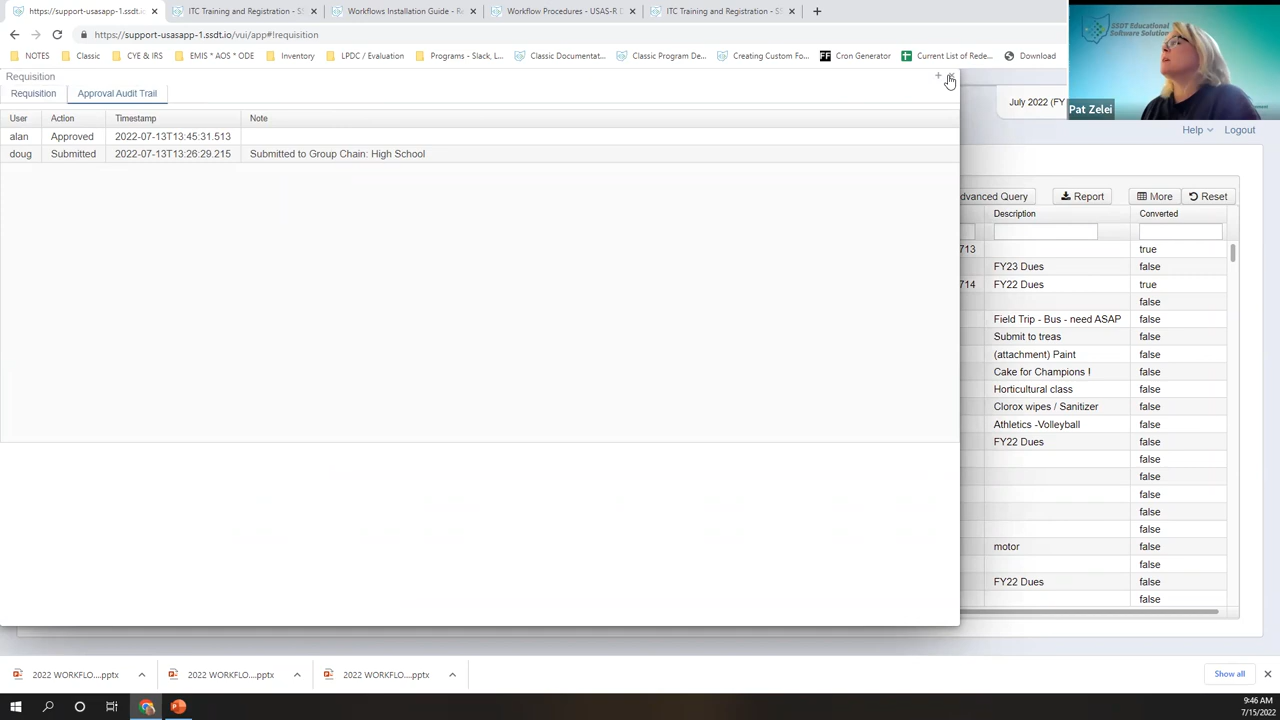 https://support-usasapp-1.ssdt.io
ITC Training and Registration - S
Workflows Installation Guide - R
Workflow Procedures - USAS-R D
ITC Training and Registration - S
https://support-usasapp-1.ssdt.io/vui/app#!requisition
NOTES
Classic
CYE & IRS
EMIS * AOS * ODE
Inventory
LPDC / Evaluation
Programs - Slack, L...
Classic Documentat...
Classic Program De...
Creating Custom Fo...
FF Cron Generator
Current List of Rede...
Download
SSDT Educational
Software Solution
Pat Zelei
Requisition
Requisition Approval Audit Trail
July 2022 (FY
Help Logout
User Action Timestamp Note
alan Approved 2022-07-13T13:45:31.513
doug Submitted 2022-07-13T13:26:29.215 Submitted to Group Chain: High School
dvanced Query Report More Reset
Description Converted
713 true
FY23 Dues false
714 FY22 Dues true
false
Field Trip - Bus - need ASAP false
Submit to treas false
(attachment) Paint false
Cake for Champions ! false
Horticultural class false
Clorox wipes / Sanitizer false
Athletics -Volleyball false
FY22 Dues false
false
false
false
false
false
motor false
false
FY22 Dues false
false
2022 WORKFLO....pptx
2022 WORKFLO....pptx
2022 WORKFLO....pptx
Show all
9:46 AM
7/15/2022